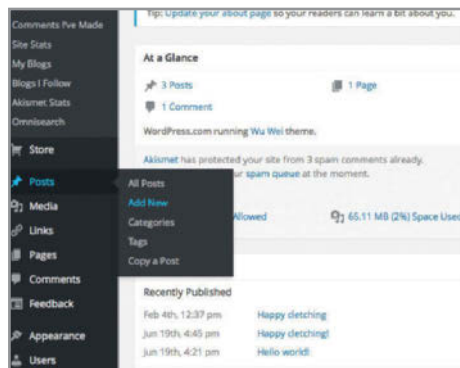 Comments I've Made
Site Stats
My Blogs
Blogs I Follow
Akismet Stats
Omnisearch
Store
Posts
Media
Links
Pages
Comments
Feedback
Appearance
Users
All Posts
Add New
Categories
Tags
Copy a Post
Tip: Update your about page so your readers can learn a bit about you.
At a Glance
3 Posts 1 Page
1 Comment
WordPress.com running Wu Wei theme.
Akismet has protected your site from 3 spam comments already.
ur spam queue at the moment.
Allowed 65.11 MB (2%) Space Used
Recently Published
Feb 4th, 12:37 pm Happy cletching
Jun 19th, 4:45 pm Happy cletching!
Jun 19th, 4:21 pm Hello world!